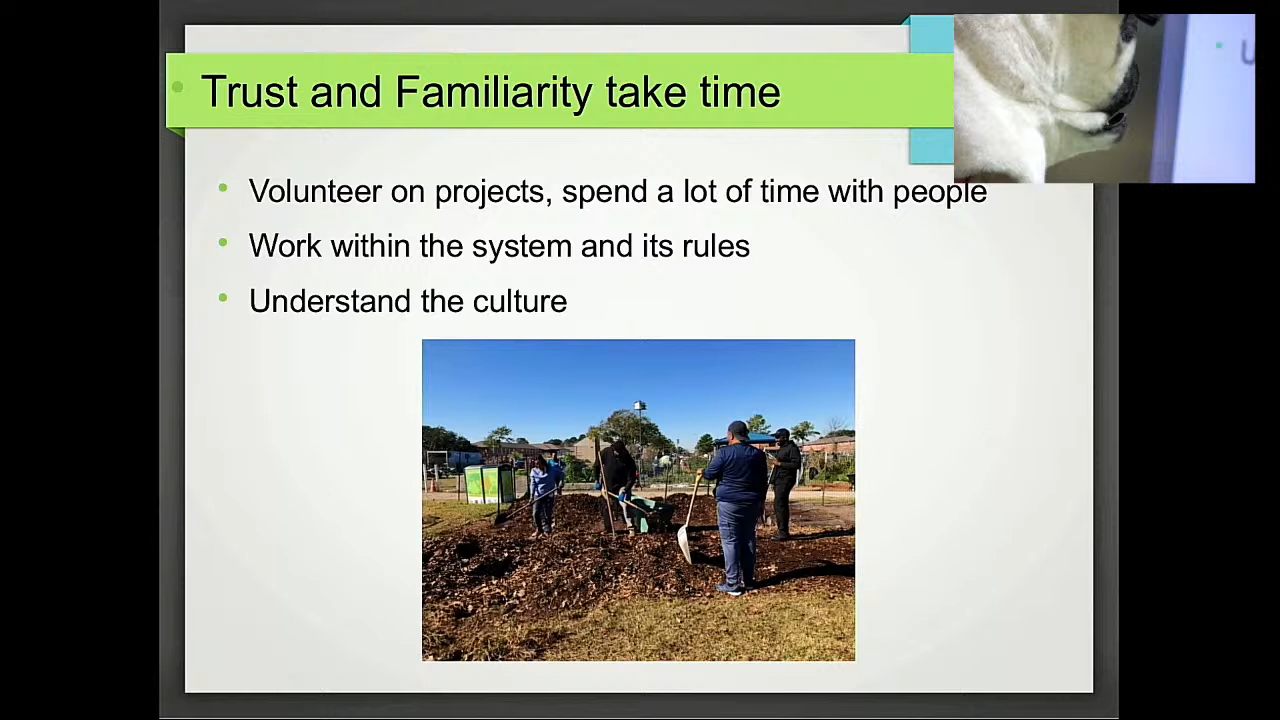 Trust and Familiarity take time
Volunteer on projects, spend a lot of time with people
Work within the system and its rules
Understand the culture